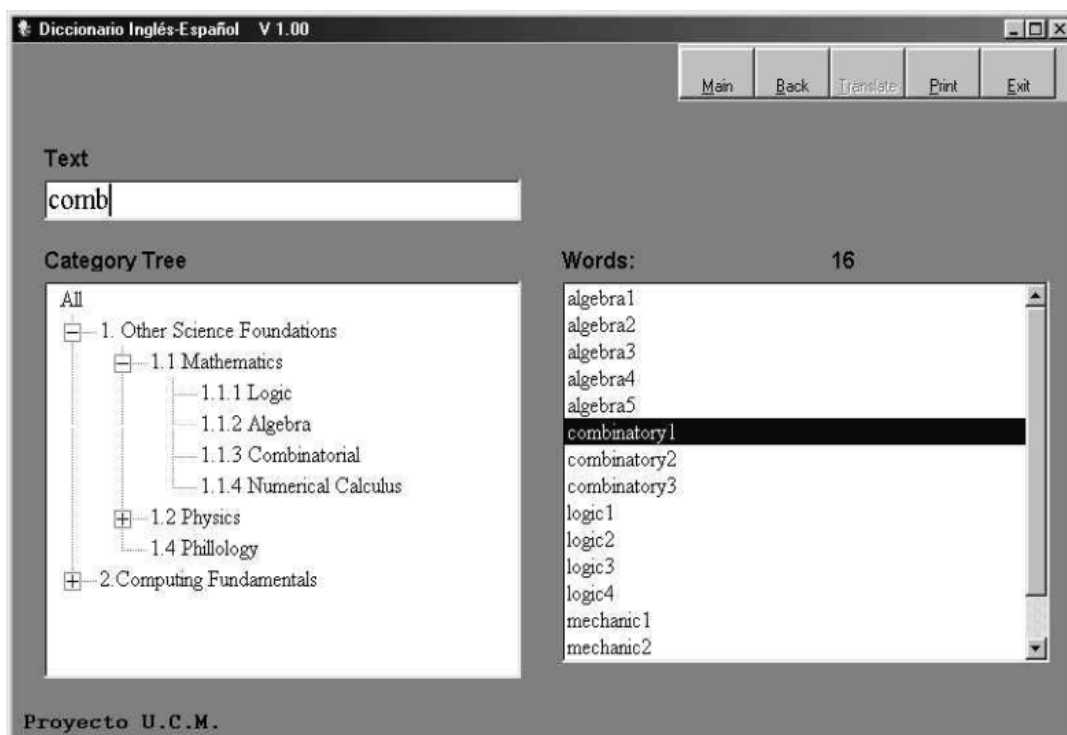 Diccionario Inglés-Español V 1.00
Main Back Translate Print Exit
Text
comb
Category Tree
All
1. Other Science Foundations
1.1 Mathematics
1.1.1 Logic
1.1.2 Algebra
1.1.3 Combinatorial
1.1.4 Numerical Calculus
1.2 Physics
1.4 Phillology
2.Computing Fundamentals
Words: 16
algebra1
algebra2
algebra3
algebra4
algebra5
combinatory1
combinatory2
combinatory3
logic1
logic2
logic3
logic4
mechanic1
mechanic2
Proyecto U.C.M.